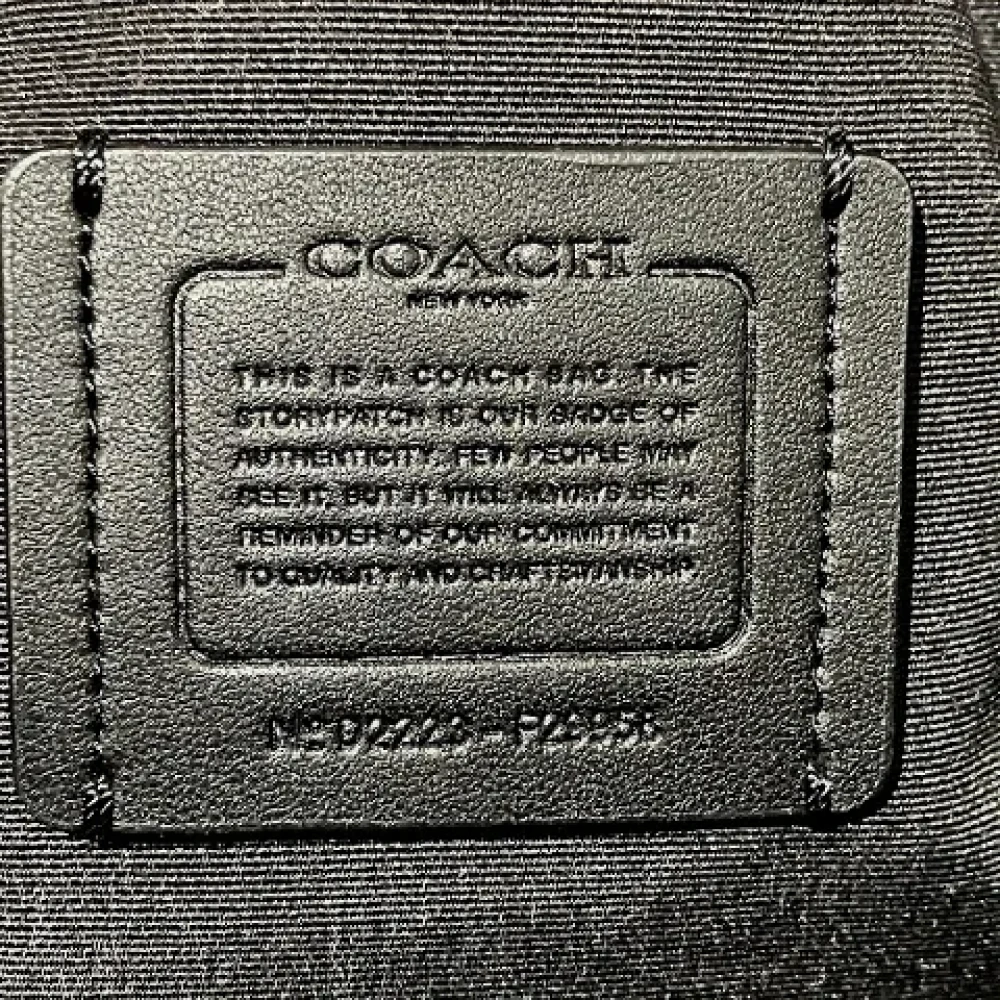 COACH
NEW YORK
THIS IS A COACH BAG. THE
STORYPATCH IS OUR BADGE OF
AUTHENTICITY. FEW PEOPLE MAY
SEE IT, BUT IT WILL ALWAYS BE A
REMINDER OF OUR COMMITMENT
TO QUALITY AND CRAFTSMANSHIP.